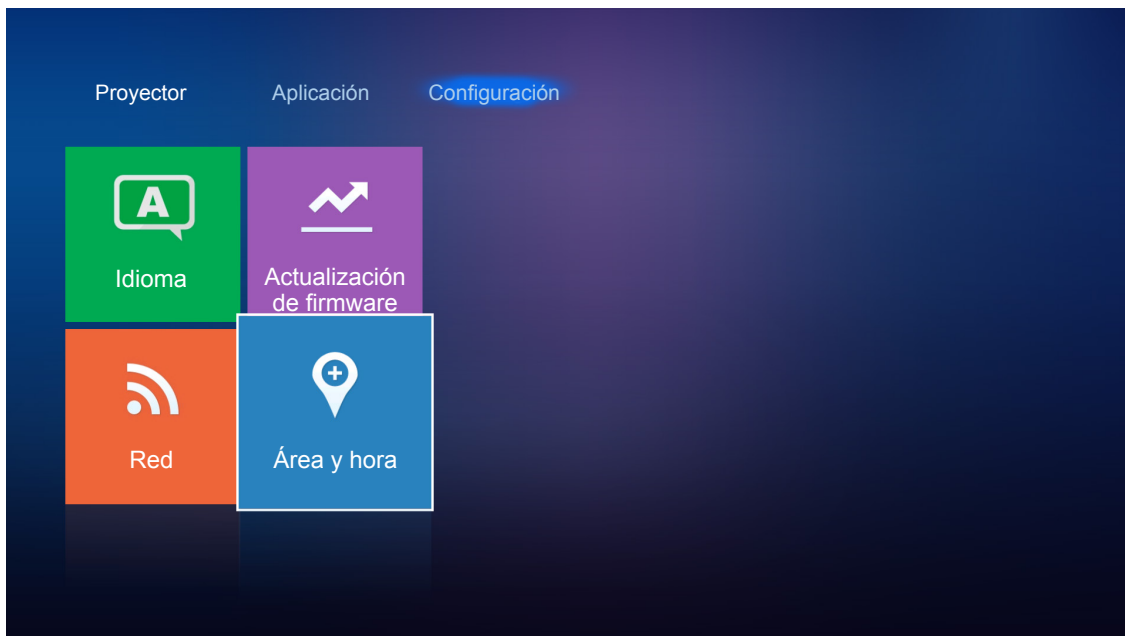 Proyector Aplicación Configuración
A
Idioma
Actualización
de firmware
Red
Área y hora